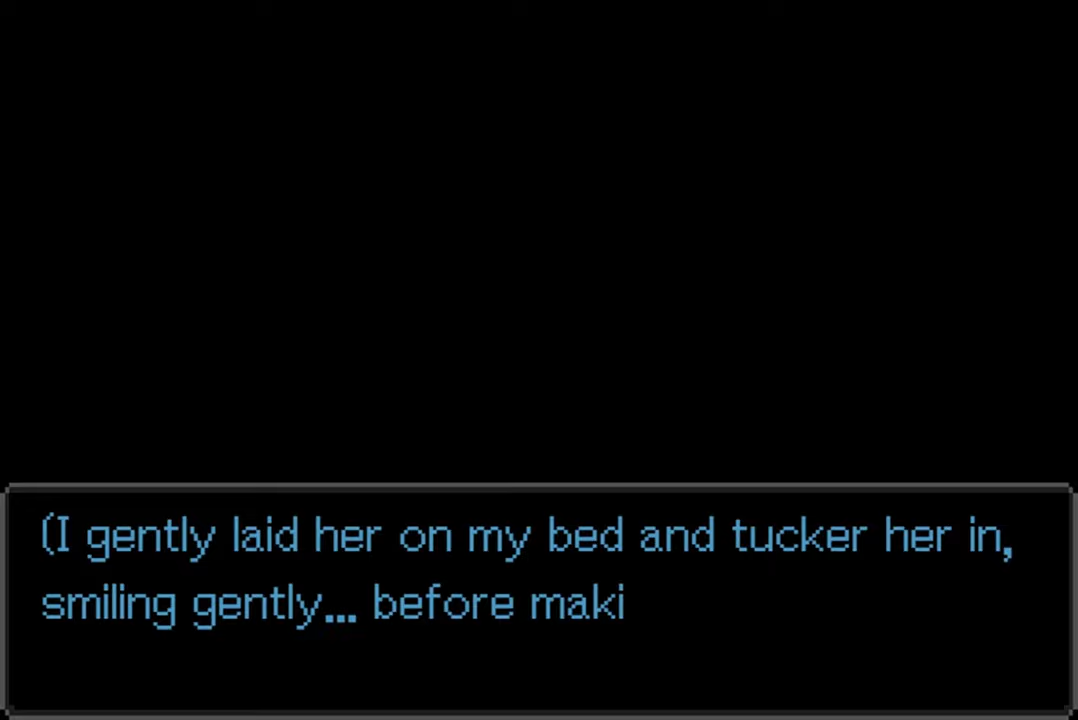 (I gently laid her on my bed and tucker her in,
smiling gently... before maki